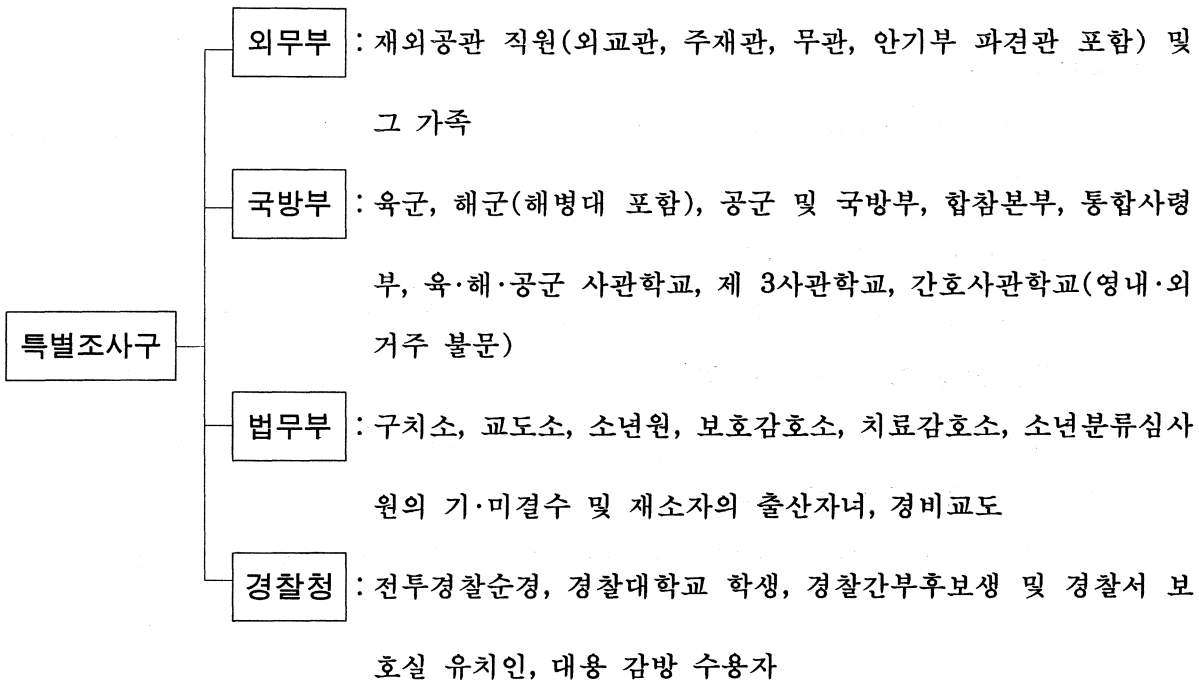 외무부 : 재외공관 직원(외교관, 주재관, 무관, 안기부 파견관 포함) 및
그 가족
국방부 : 육군, 해군(해병대 포함), 공군 및 국방부, 합참본부, 통합사령
부, 육·해·공군 사관학교, 제 3사관학교, 간호사관학교(영내·외
특별조사구
거주 불문)
법무부 : 구치소, 교도소, 소년원, 보호감호소, 치료감호소, 소년분류심사
원의 기·미결수 및 재소자의 출산자녀, 경비교도
경찰청 : 전투경찰순경, 경찰대학교 학생, 경찰간부후보생 및 경찰서 보
호실 유치인, 대용 감방 수용자